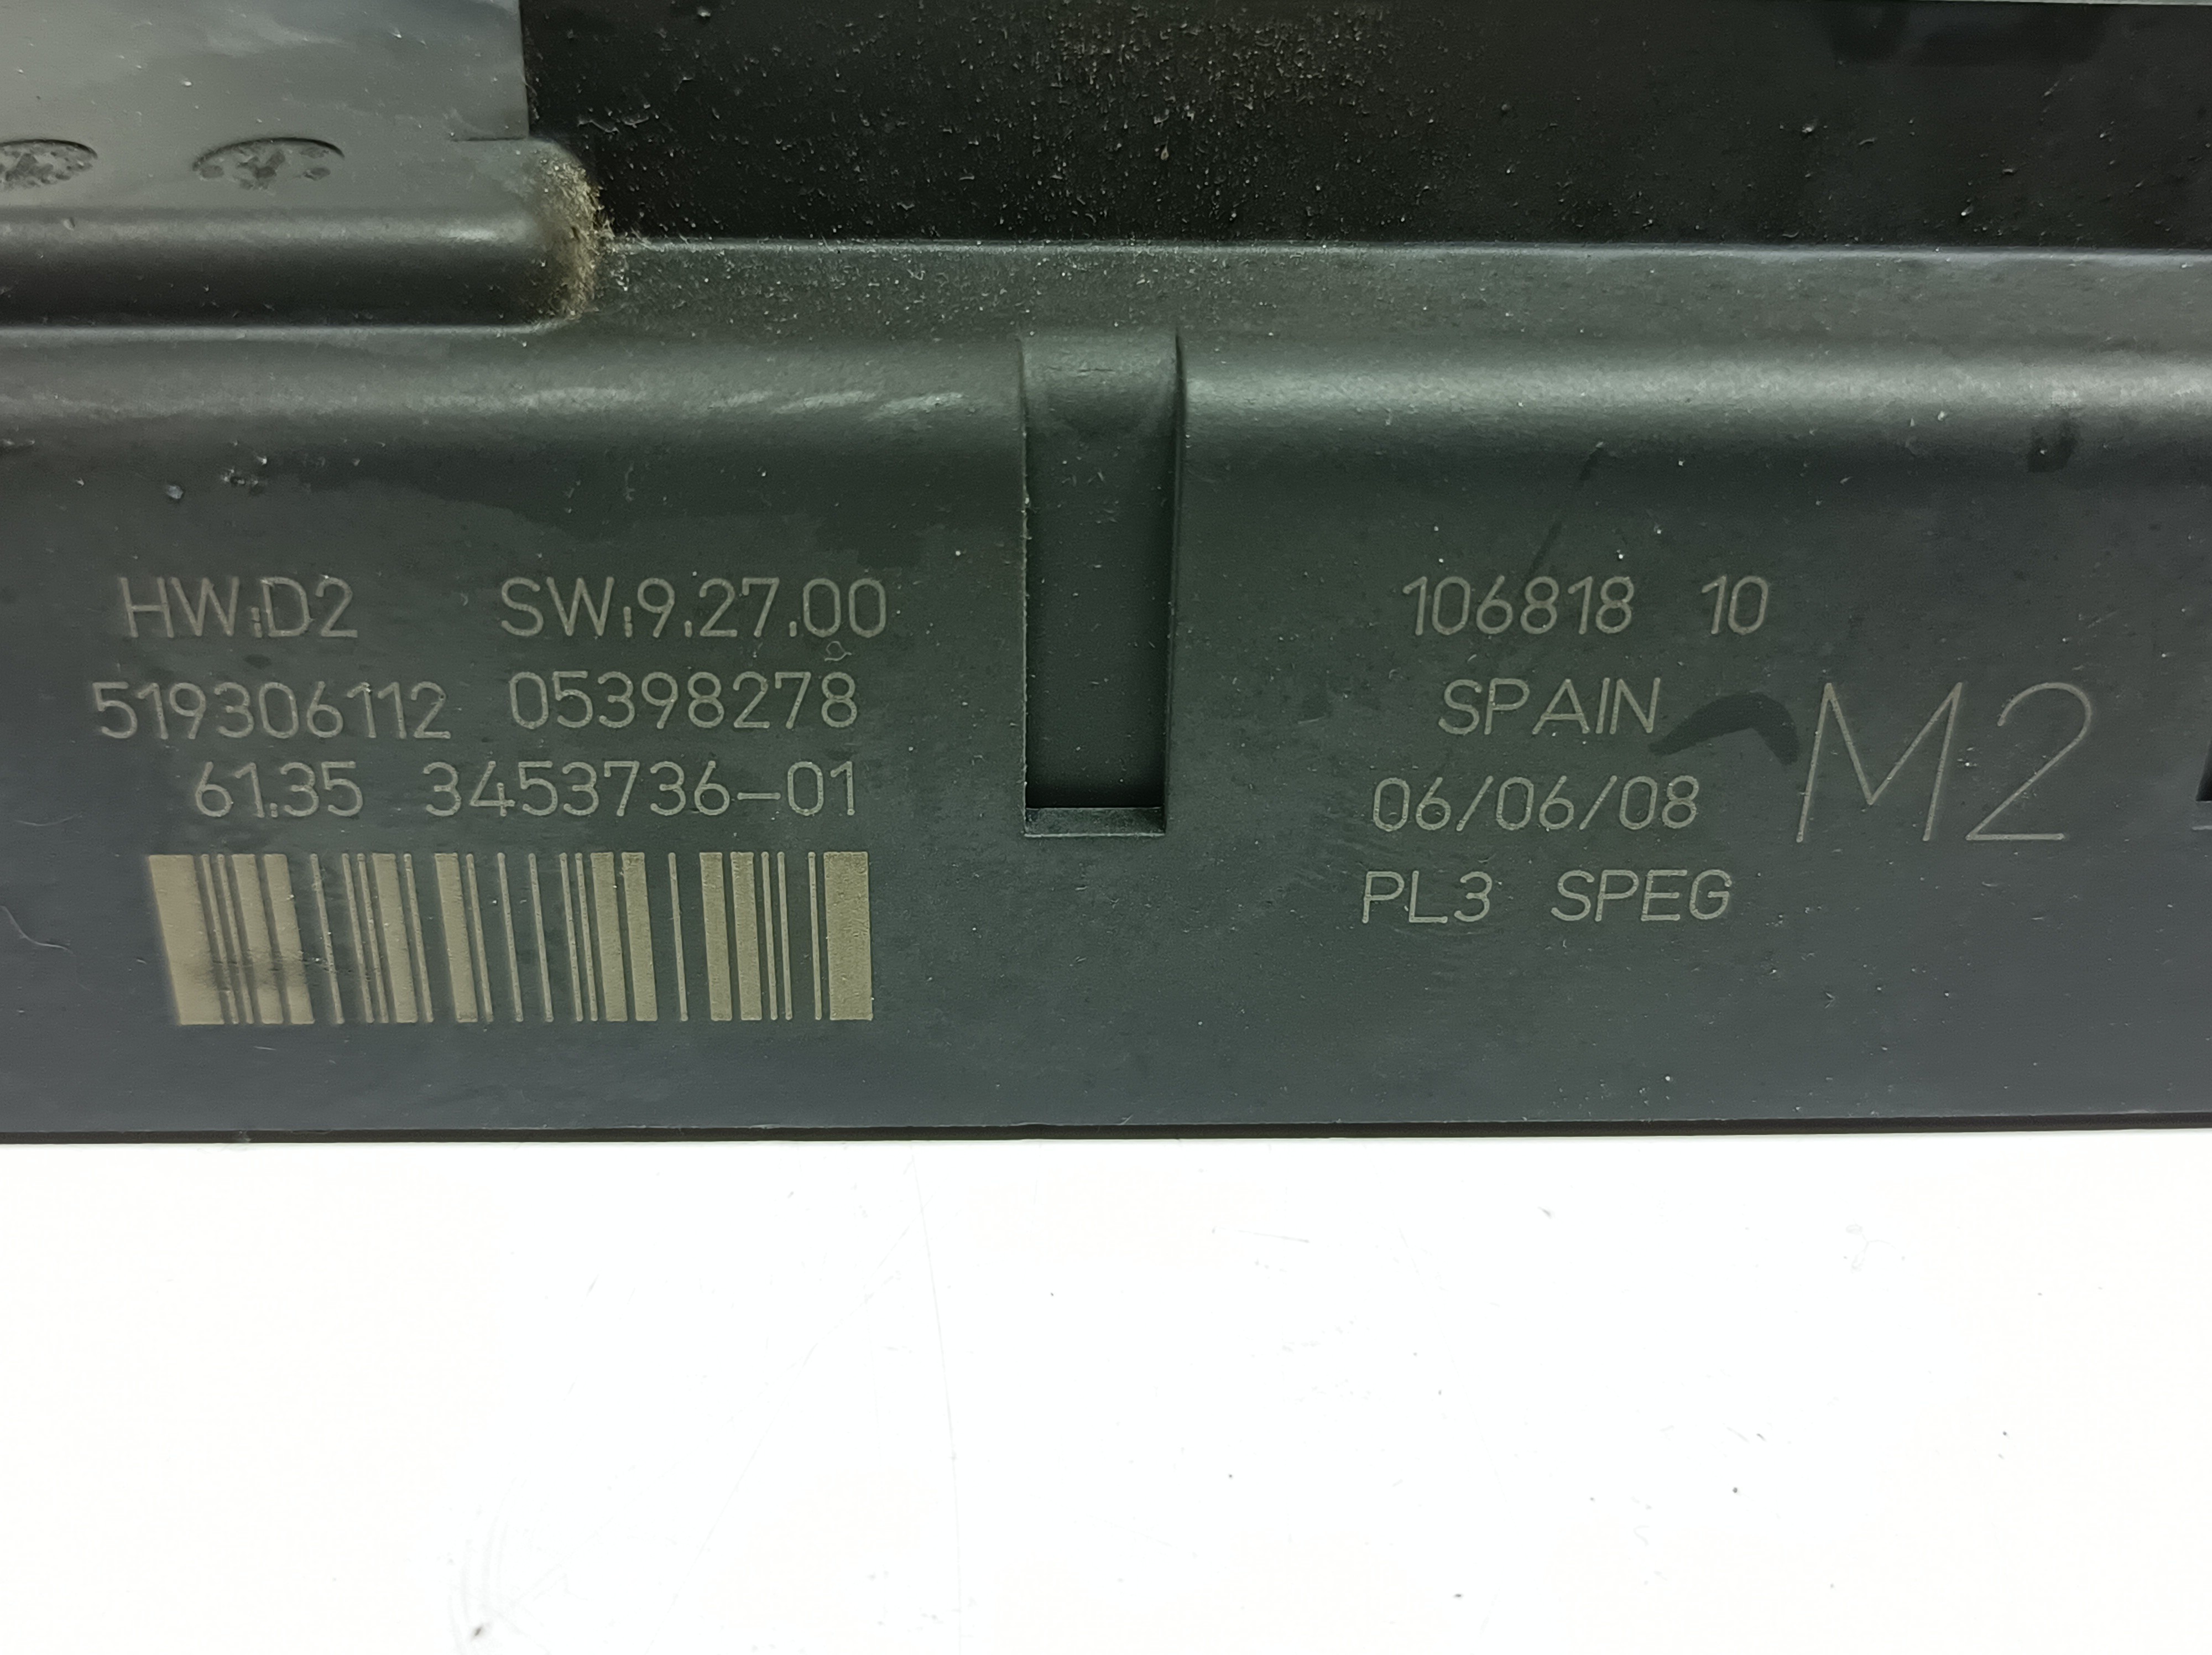 HW:D2 SW:9.27.00
519306112 05398278
61.35 3453736-01
106818 10
SPAIN
06/06/08
PL3 SPEG
M2